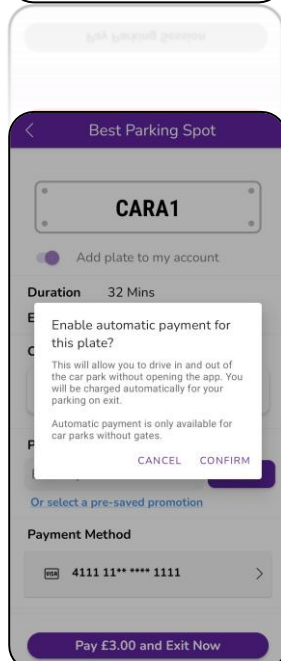 Pay Parking Session
Best Parking Spot
CARA1
Add plate to my account
Duration 32 Mins
E
Enable automatic payment for
this plate?
C
This will allow you to drive in and out
of the car park without opening the app. You
will be charged automatically for your
parking on exit.
Automatic payment is only available for
car parks without gates.
P
CANCEL CONFIRM
Or select a pre-saved promotion
Payment Method
VISA 4111 11** **** 1111
Pay £3.00 and Exit Now